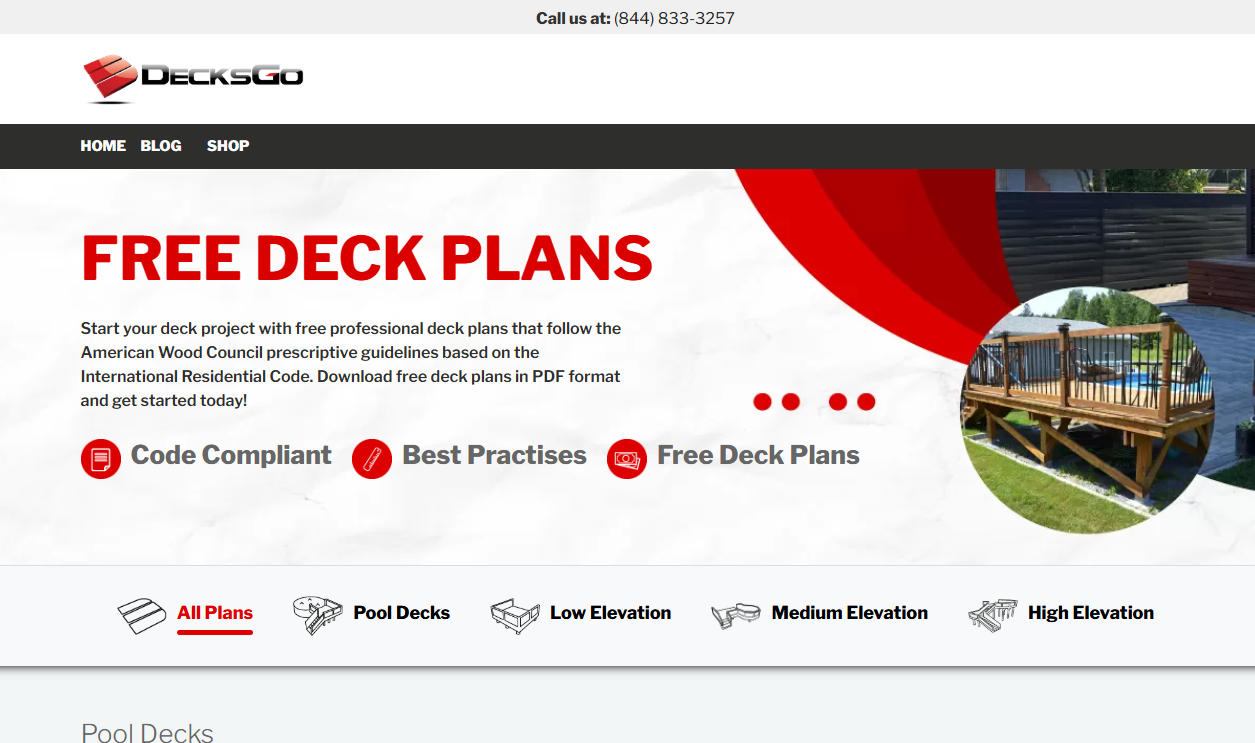 Call us at: (844) 833-3257
DECKSGO
HOME BLOG SHOP
FREE DECK PLANS
Start your deck project with free professional deck plans that follow the
American Wood Council prescriptive guidelines based on the
International Residential Code. Download free deck plans in PDF format
and get started today!
Code Compliant Best Practises Free Deck Plans
All Plans Pool Decks Low Elevation Medium Elevation High Elevation
Pool Decks